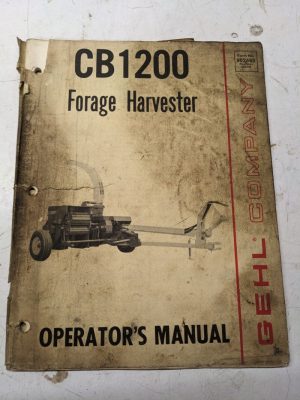 CB1200
Forage Harvester
GEHL COMPANY
OPERATOR'S MANUAL